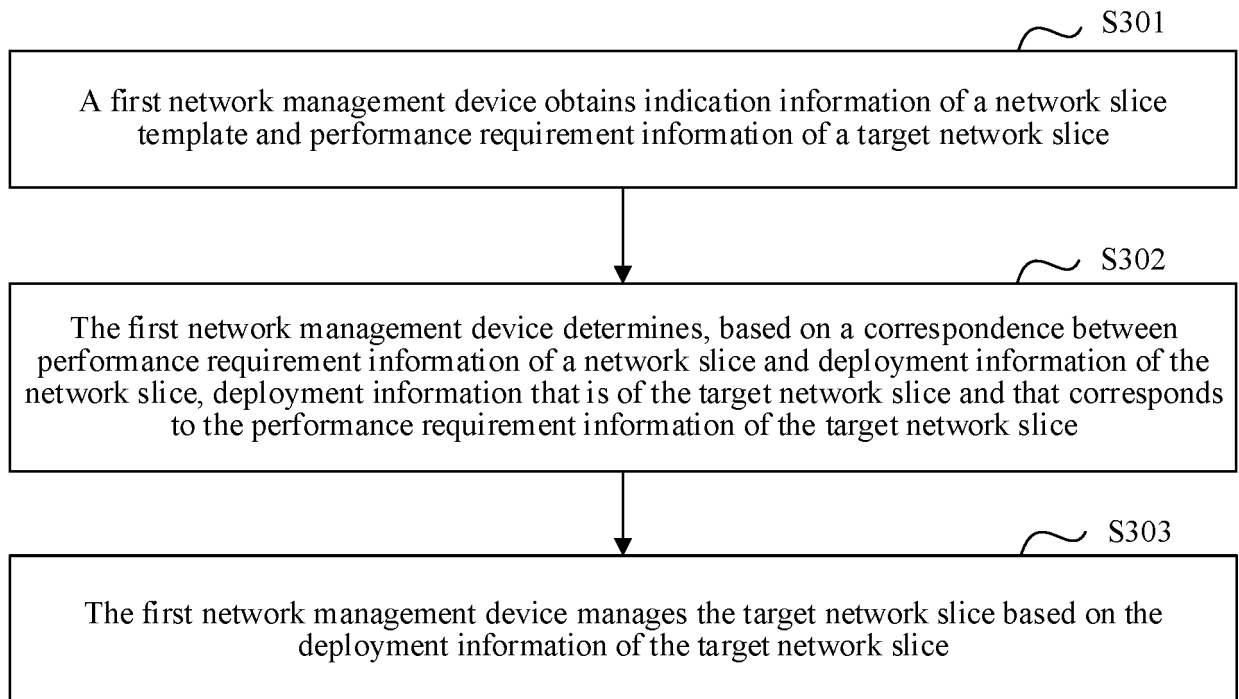 S301
A first network management device obtains indication information of a network slice
template and performance requirement information of a target network slice
S302
The first network management device determines, based on a correspondence between
performance requirement information of a network slice and deployment information of the
network slice, deployment information that is of the target network slice and that corresponds
to the performance requirement information of the target network slice
S303
The first network management device manages the target network slice based on the
deployment information of the target network slice